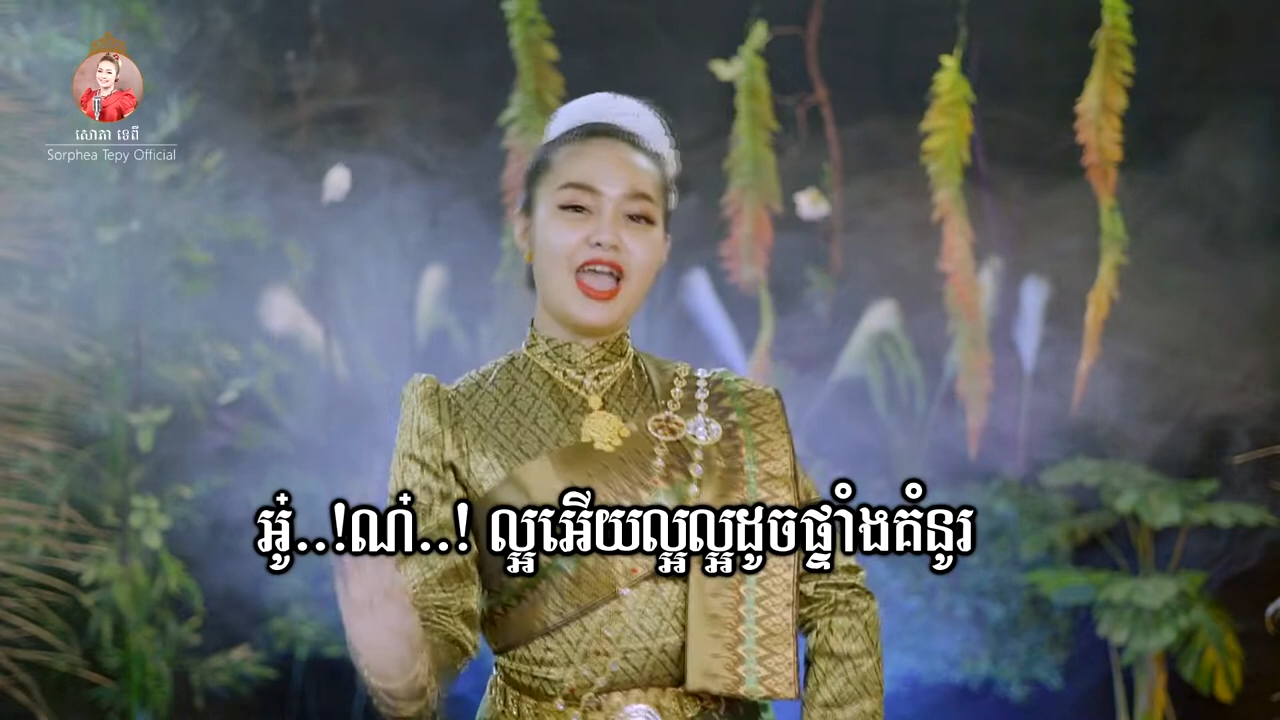 សោភា ទេពី
Sorphea Tepy Official
អូ៎..!ណ៎..! ល្អអើយល្អល្អដូចផ្ទាំងគំនូរ